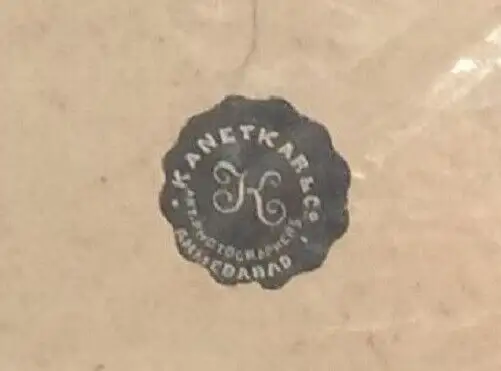 KANETKAR & Co.
K
ART-PHOTOGRAPHERS
AHMEDABAD